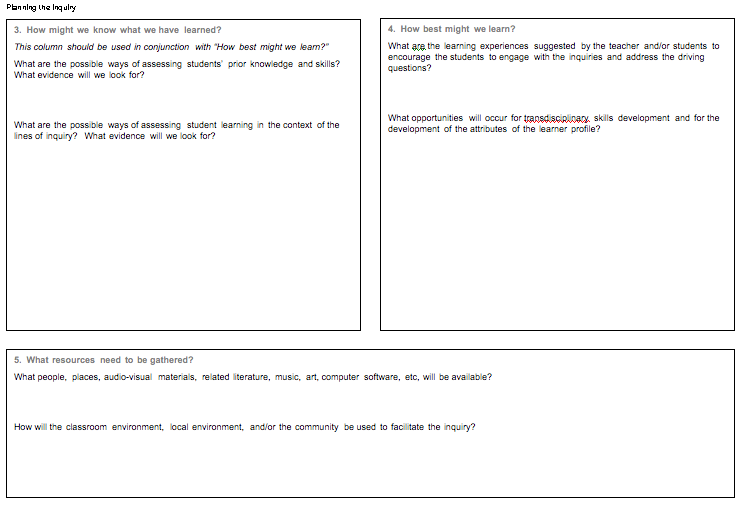 Planning the Inquiry
3. How might we know what we have learned?
This column should be used in conjunction with "How best might we learn?"
What are the possible ways of assessing students' prior knowledge and skills?
What evidence will we look for?
What are the possible ways of assessing student learning in the context of the
lines of inquiry? What evidence will we look for?
4. How best might we learn?
What are the learning experiences suggested by the teacher and/or students to
encourage the students to engage with the inquiries and address the driving
questions?
What opportunities will occur for transdisciplinary, skills development and for the
development of the attributes of the learner profile?
5. What resources need to be gathered?
What people, places, audio-visual materials, related literature, music, art, computer software, etc, will be available?
How will the classroom environment, local environment, and/or the community be used to facilitate the inquiry?